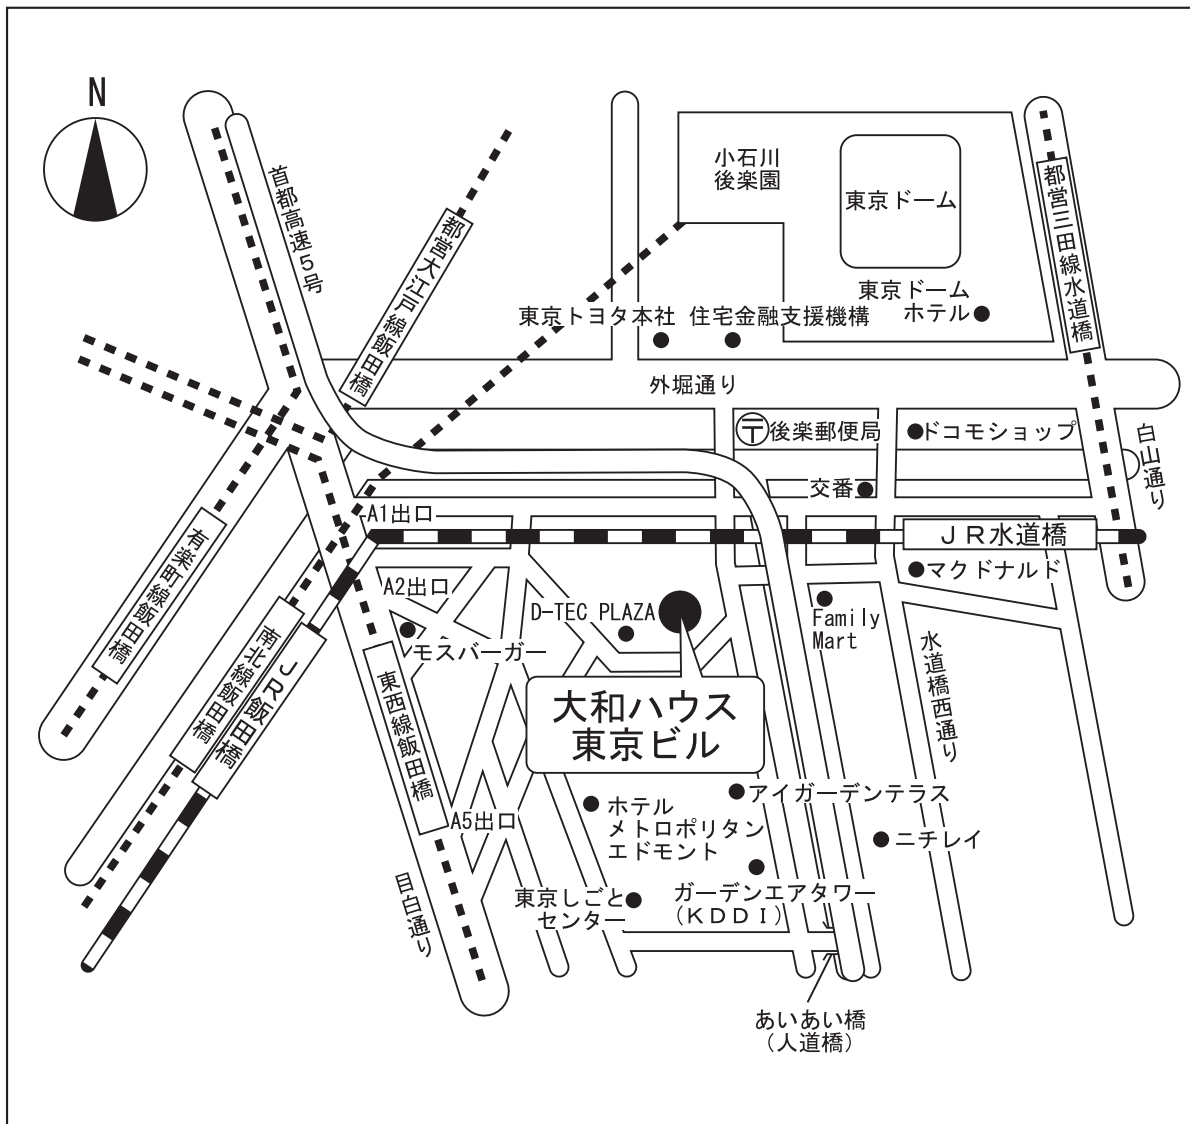 N
首都高速5号
都営大江戸線飯田橋
小石川
後楽園
東京ドーム
東京ドーム
ホテル
都営三田線水道橋
東京トヨタ本社
住宅金融支援機構
外堀通り
〒
後楽郵便局
ドコモショップ
白山通り
交番
A1出口
JR水道橋
有楽町線飯田橋
A2出口
D-TEC PLAZA
マクドナルド
Family
Mart
モスバーガー
南北線飯田橋
JR飯田橋
東西線飯田橋
大和ハウス
東京ビル
水道橋西通り
アイガーデンテラス
A5出口
ホテル
メトロポリタン
エドモント
ニチレイ
目白通り
東京しごと
センター
ガーデンエアタワー
(KDDI)
あいあい橋
(人道橋)